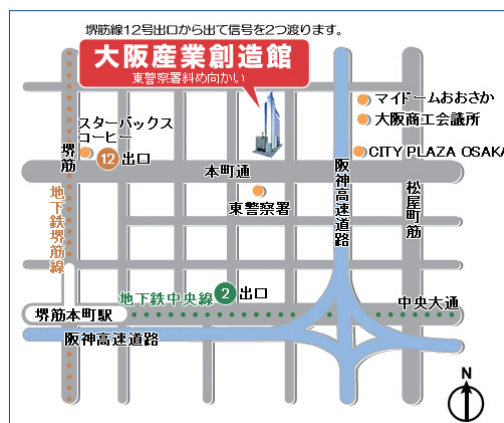 堺筋線12号出口から出て信号を2つ渡ります。
大阪産業創造館
東警察署斜め向かい
マイドームおおさか
大阪商工会議所
CITY PLAZA OSAKA
スターバックス
コーヒー
12 出口
堺筋
本町通
東警察署
阪神高速道路
松屋町筋
地下鉄堺筋線
地下鉄中央線 2 出口
中央大通
堺筋本町駅
阪神高速道路
N